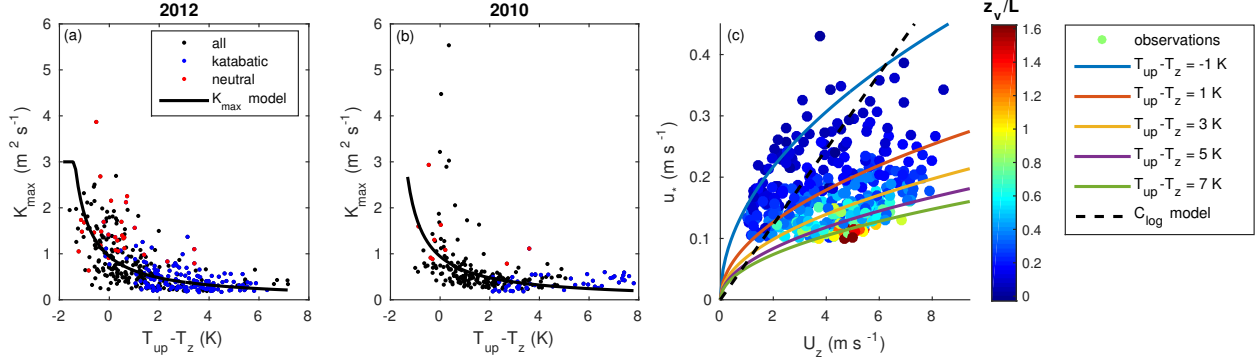 2012
(a)
all
katabatic
neutral
K_max model
6
5
4
3
2
1
0
-2 0 2 4 6 8
K_max (m² s⁻¹)
T_up-T_z (K)
2010
(b)
6
5
4
3
2
1
0
-2 0 2 4 6 8
K_max (m² s⁻¹)
T_up-T_z (K)
(c)
0.4
0.3
0.2
0.1
0
0 2 4 6 8
u_* (m s⁻¹)
U_z (m s⁻¹)
z_v/L
1.6
1.4
1.2
1
0.8
0.6
0.4
0.2
0
observations
T_up-T_z = -1 K
T_up-T_z = 1 K
T_up-T_z = 3 K
T_up-T_z = 5 K
T_up-T_z = 7 K
C_log model